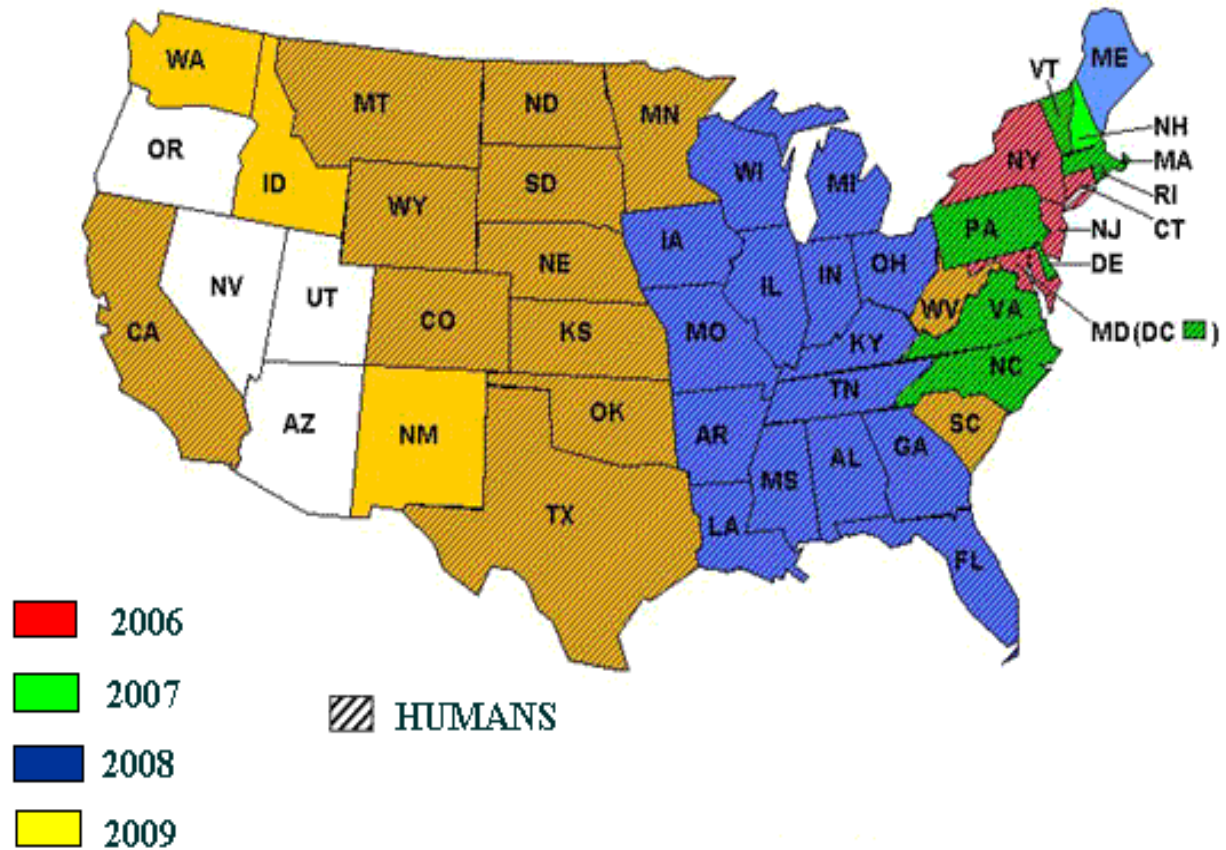 ME
VT
WA
MT
ND
MN
NH
OR
NY
MA
ID
SD
WI
MI
RI
WY
PA
NJ
CT
IA
NE
OH
DE
NV
UT
IL
IN
WV
VA
CO
KS
MO
KY
MD(DC )
CA
NC
TN
AZ
NM
OK
AR
SC
GA
MS
AL
TX
LA
FL
2006
2007
HUMANS
2008
2009